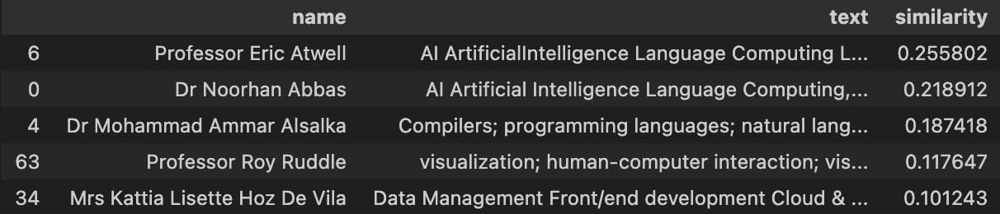 name text similarity
6 Professor Eric Atwell AI ArtificialIntelligence Language Computing L... 0.255802
0 Dr Noorhan Abbas AI Artificial Intelligence Language Computing,... 0.218912
4 Dr Mohammad Ammar Alsalka Compilers; programming languages; natural lang... 0.187418
63 Professor Roy Ruddle visualization; human-computer interaction; vis... 0.117647
34 Mrs Kattia Lisette Hoz De Vila Data Management Front/end development Cloud & ... 0.101243